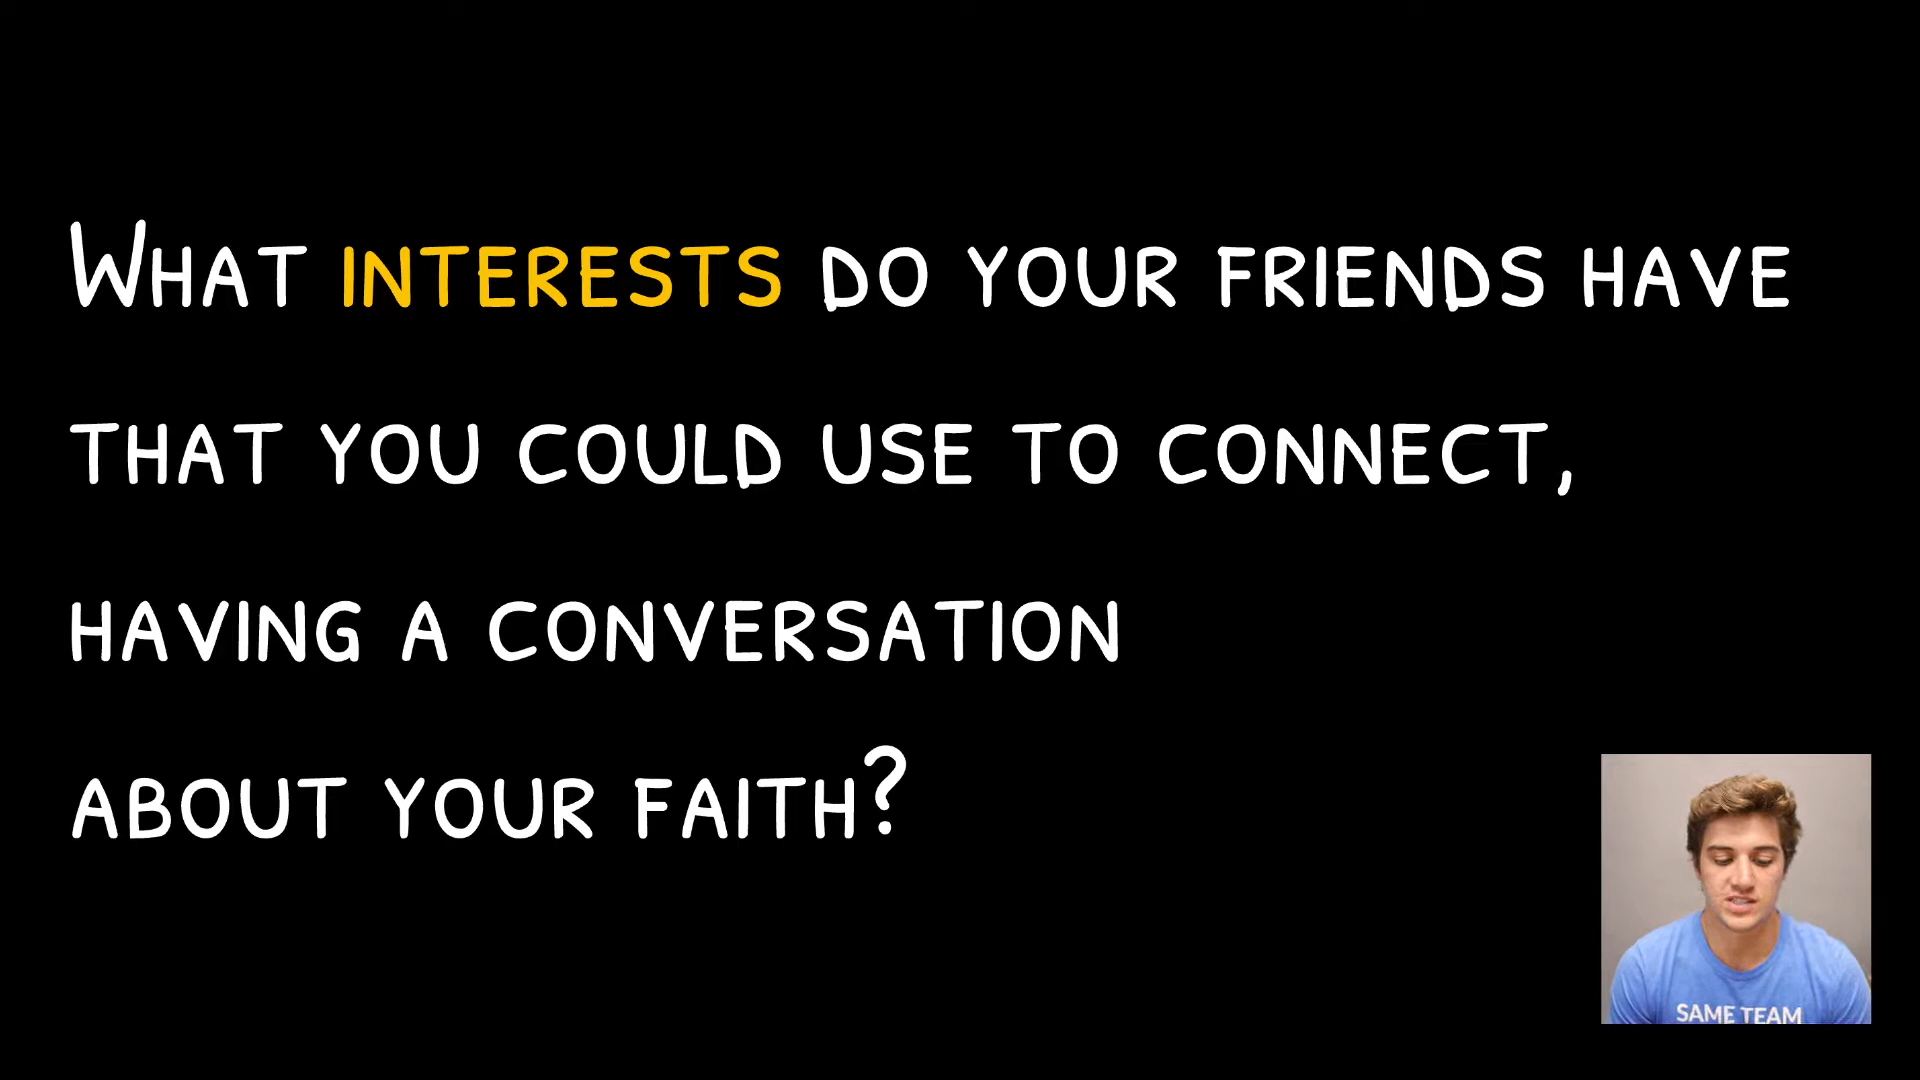 What interests do your friends have
that you could use to connect,
having a conversation
about your faith?
SAME TEAM